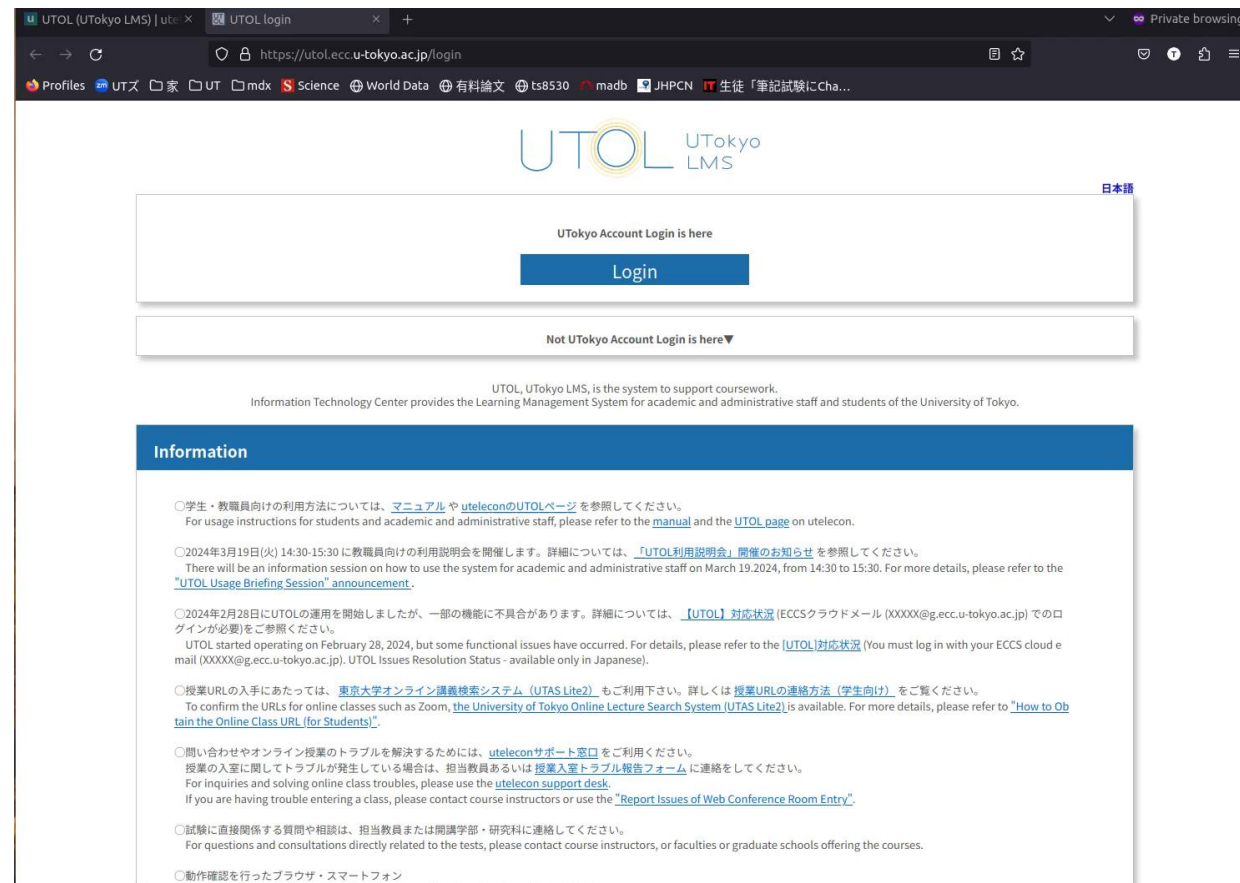 UTOL (UTokyo LMS) | ute
UTOL login
Private browsing
https://utol.ecc.u-tokyo.ac.jp/login
Profiles UTズ 家 UT mdx Science World Data 有料論文 ts8530 madb JHPCN 生徒「筆記試験にCha...
UTOL UTokyo
LMS
日本語
UTokyo Account Login is here
Login
Not UTokyo Account Login is here▼
UTOL, UTokyo LMS, is the system to support coursework.
Information Technology Center provides the Learning Management System for academic and administrative staff and students of the University of Tokyo.
Information
○学生・教職員向けの利用方法については、マニュアル や uteleconのUTOLページ を参照してください。
For usage instructions for students and academic and administrative staff, please refer to the manual and the UTOL page on utelecon.
○2024年3月19日(火) 14:30-15:30 に教職員向けの利用説明会を開催します。詳細については、「UTOL利用説明会」開催のお知らせ を参照してください。
There will be an information session on how to use the system for academic and administrative staff on March 19.2024, from 14:30 to 15:30. For more details, please refer to the
"UTOL Usage Briefing Session" announcement .
○2024年2月28日にUTOLの運用を開始しましたが、一部の機能に不具合があります。詳細については、【UTOL】対応状況 (ECCSクラウドメール (XXXXX@g.ecc.u-tokyo.ac.jp) でのロ
グインが必要)をご参照ください。
UTOL started operating on February 28, 2024, but some functional issues have occurred. For details, please refer to the [UTOL]対応状況 (You must log in with your ECCS cloud e
mail (XXXXX@g.ecc.u-tokyo.ac.jp). UTOL Issues Resolution Status - available only in Japanese).
○授業URLの入手にあたっては、 東京大学オンライン講義検索システム（UTAS Lite2） もご利用下さい。詳しくは 授業URLの連絡方法（学生向け） をご覧ください。
To confirm the URLs for online classes such as Zoom, the University of Tokyo Online Lecture Search System (UTAS Lite2) is available. For more details, please refer to "How to Ob
tain the Online Class URL (for Students)".
○問い合わせやオンライン授業のトラブルを解決するためには、uteleconサポート窓口 をご利用ください。
授業の入室に関してトラブルが発生している場合は、担当教員あるいは 授業入室トラブル報告フォーム に連絡をしてください。
For inquiries and solving online class troubles, please use the utelecon support desk.
If you are having trouble entering a class, please contact course instructors or use the "Report Issues of Web Conference Room Entry".
○試験に直接関係する質問や相談は、担当教員または開講学部・研究科に連絡してください。
For questions and consultations directly related to the tests, please contact course instructors, or faculties or graduate schools offering the courses.
○動作確認を行ったブラウザ・スマートフォン